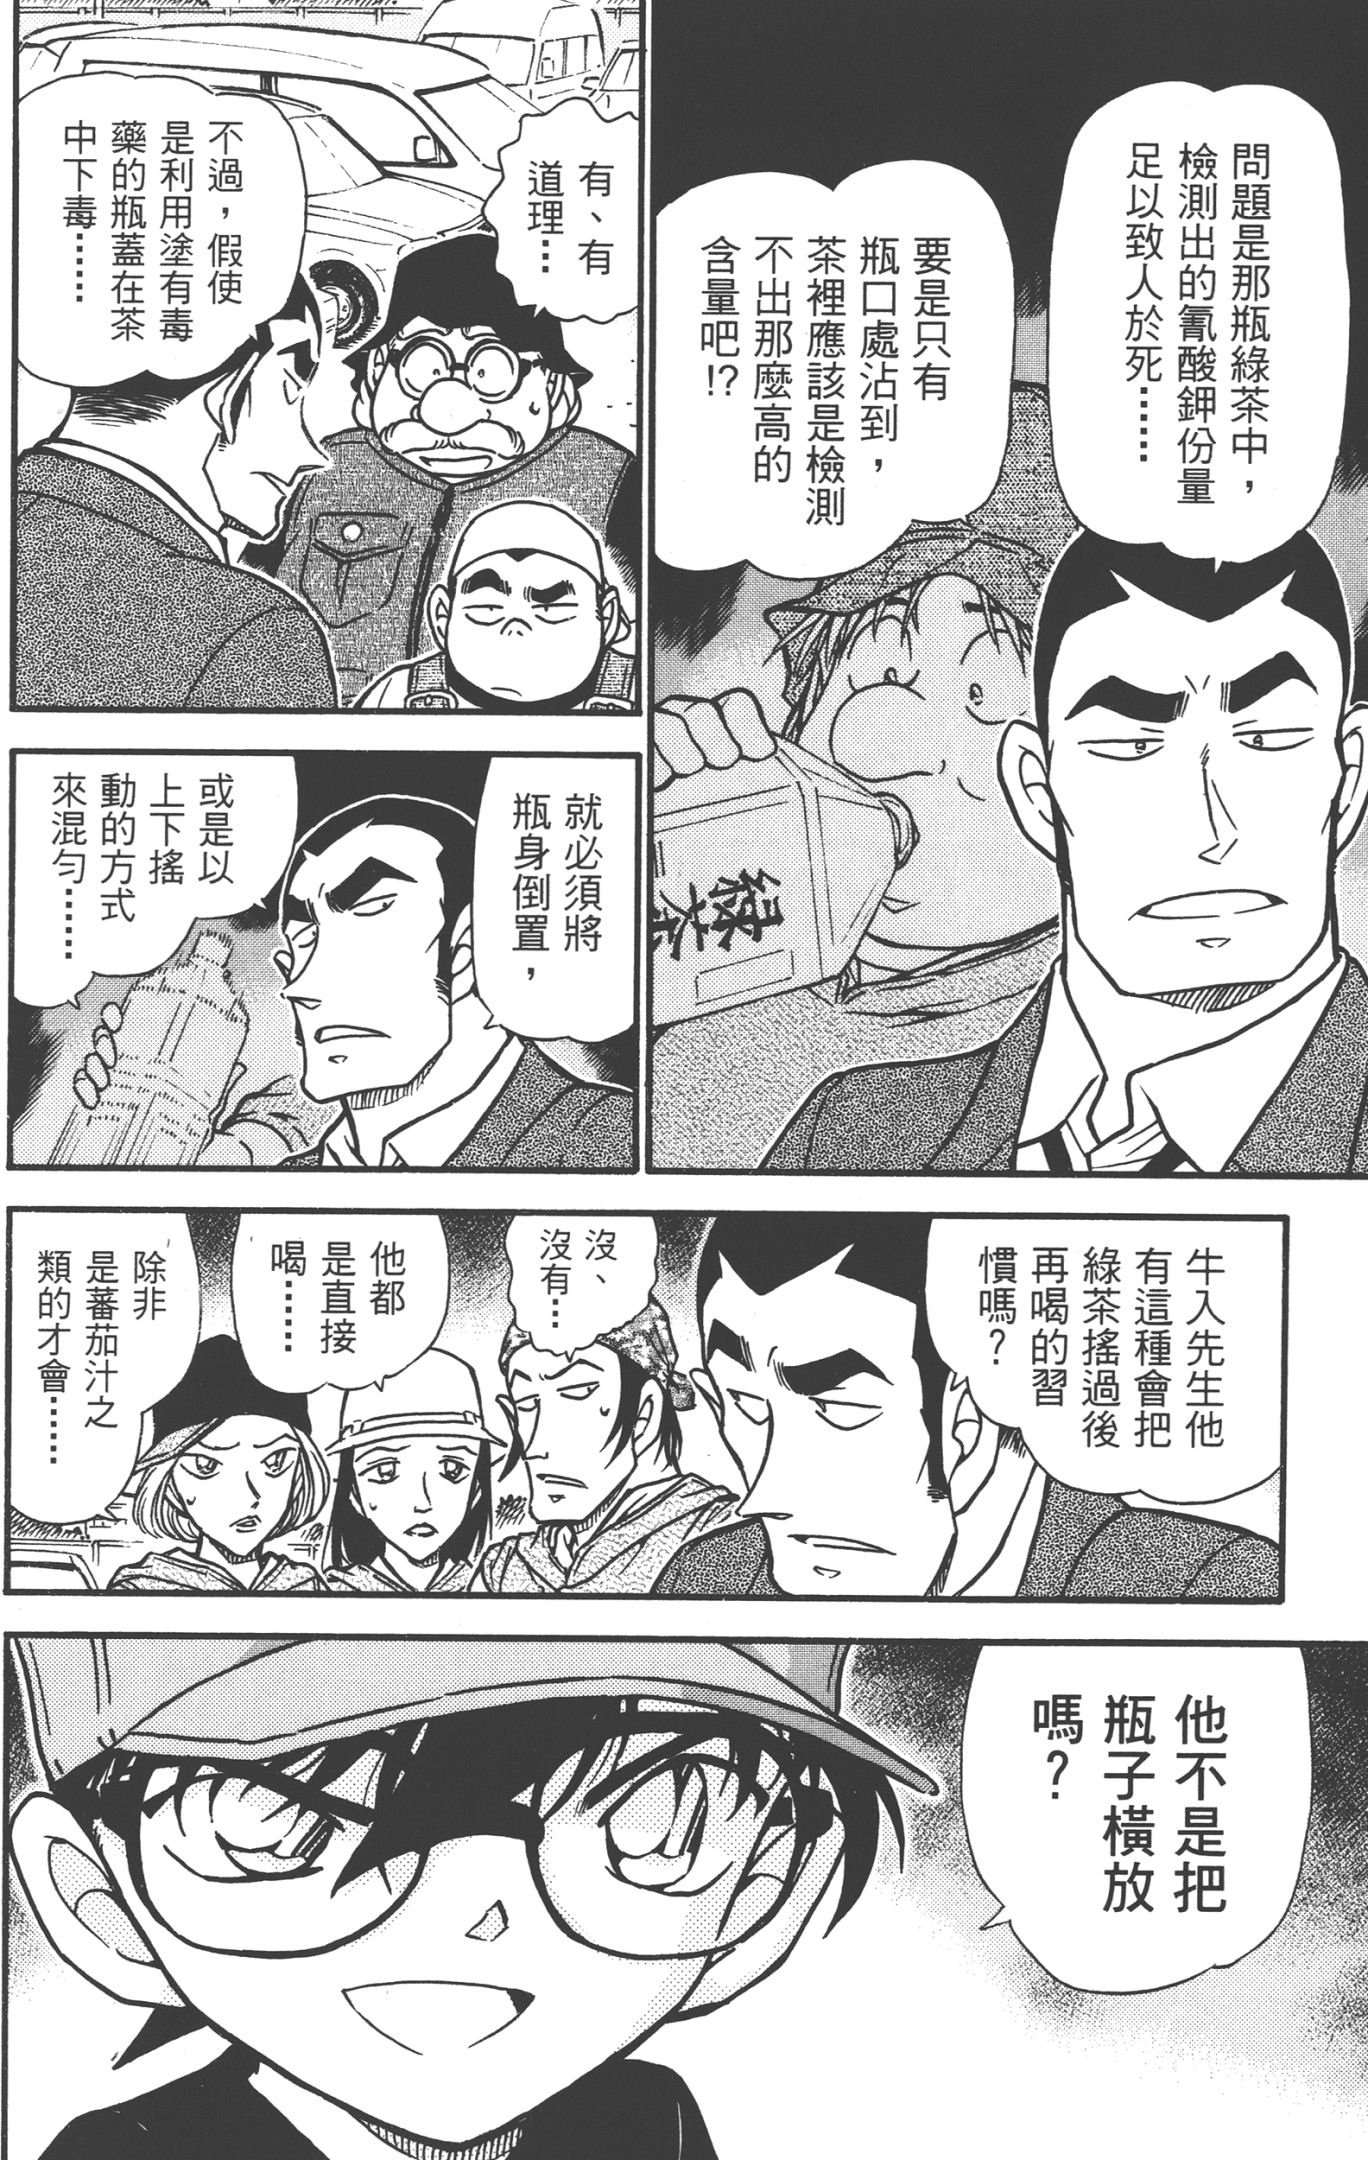 問題是那瓶綠茶中，
檢測出的氰酸鉀份量
足以致人於死……
要是只有
瓶口處沾到，
茶裡應該是檢測
不出那麼高的
含量吧!?
綠茶
有、有
道理…
不過，假使
是利用塗有毒
藥的瓶蓋在茶
中下毒……
就必須將
瓶身倒置，
或是以
上下搖
動的方式
來混勻……
牛入先生他
有這種會把
綠茶搖過後
再喝的習
慣嗎？
沒、
沒有…
他都
是直接
喝……
除非
是蕃茄汁之
類的才會……
他不是把
瓶子橫放
嗎？